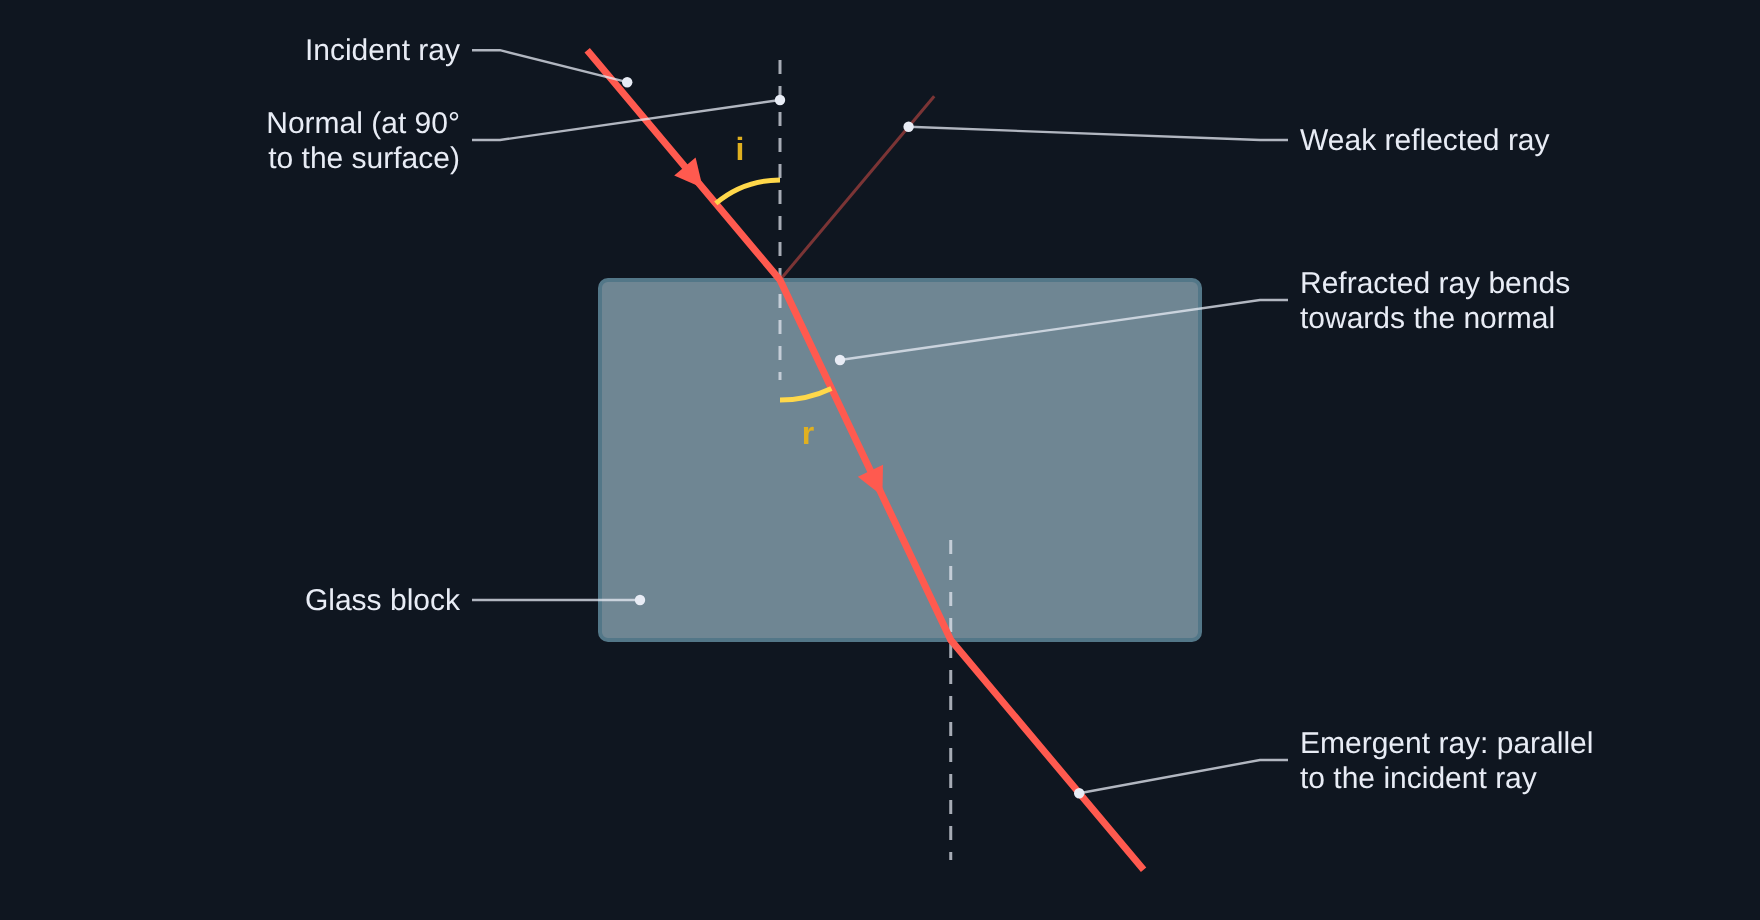 Incident ray
Normal (at 90°
to the surface)
i
Weak reflected ray
Refracted ray bends
towards the normal
r
Glass block
Emergent ray: parallel
to the incident ray